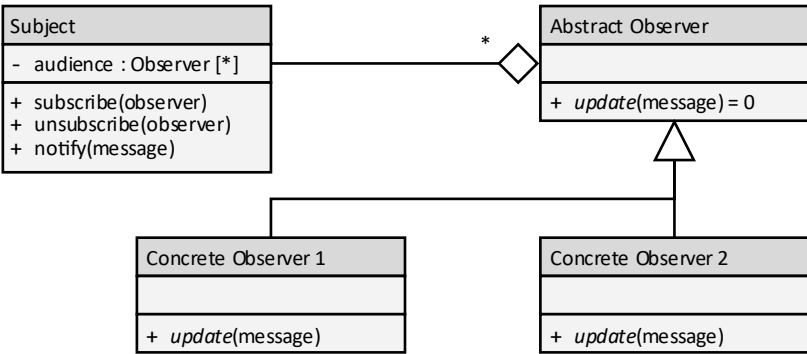 Subject
- audience : Observer [*]
+ subscribe(observer)
+ unsubscribe(observer)
+ notify(message)
*
Abstract Observer
+ update(message) = 0
Concrete Observer 1
+ update(message)
Concrete Observer 2
+ update(message)